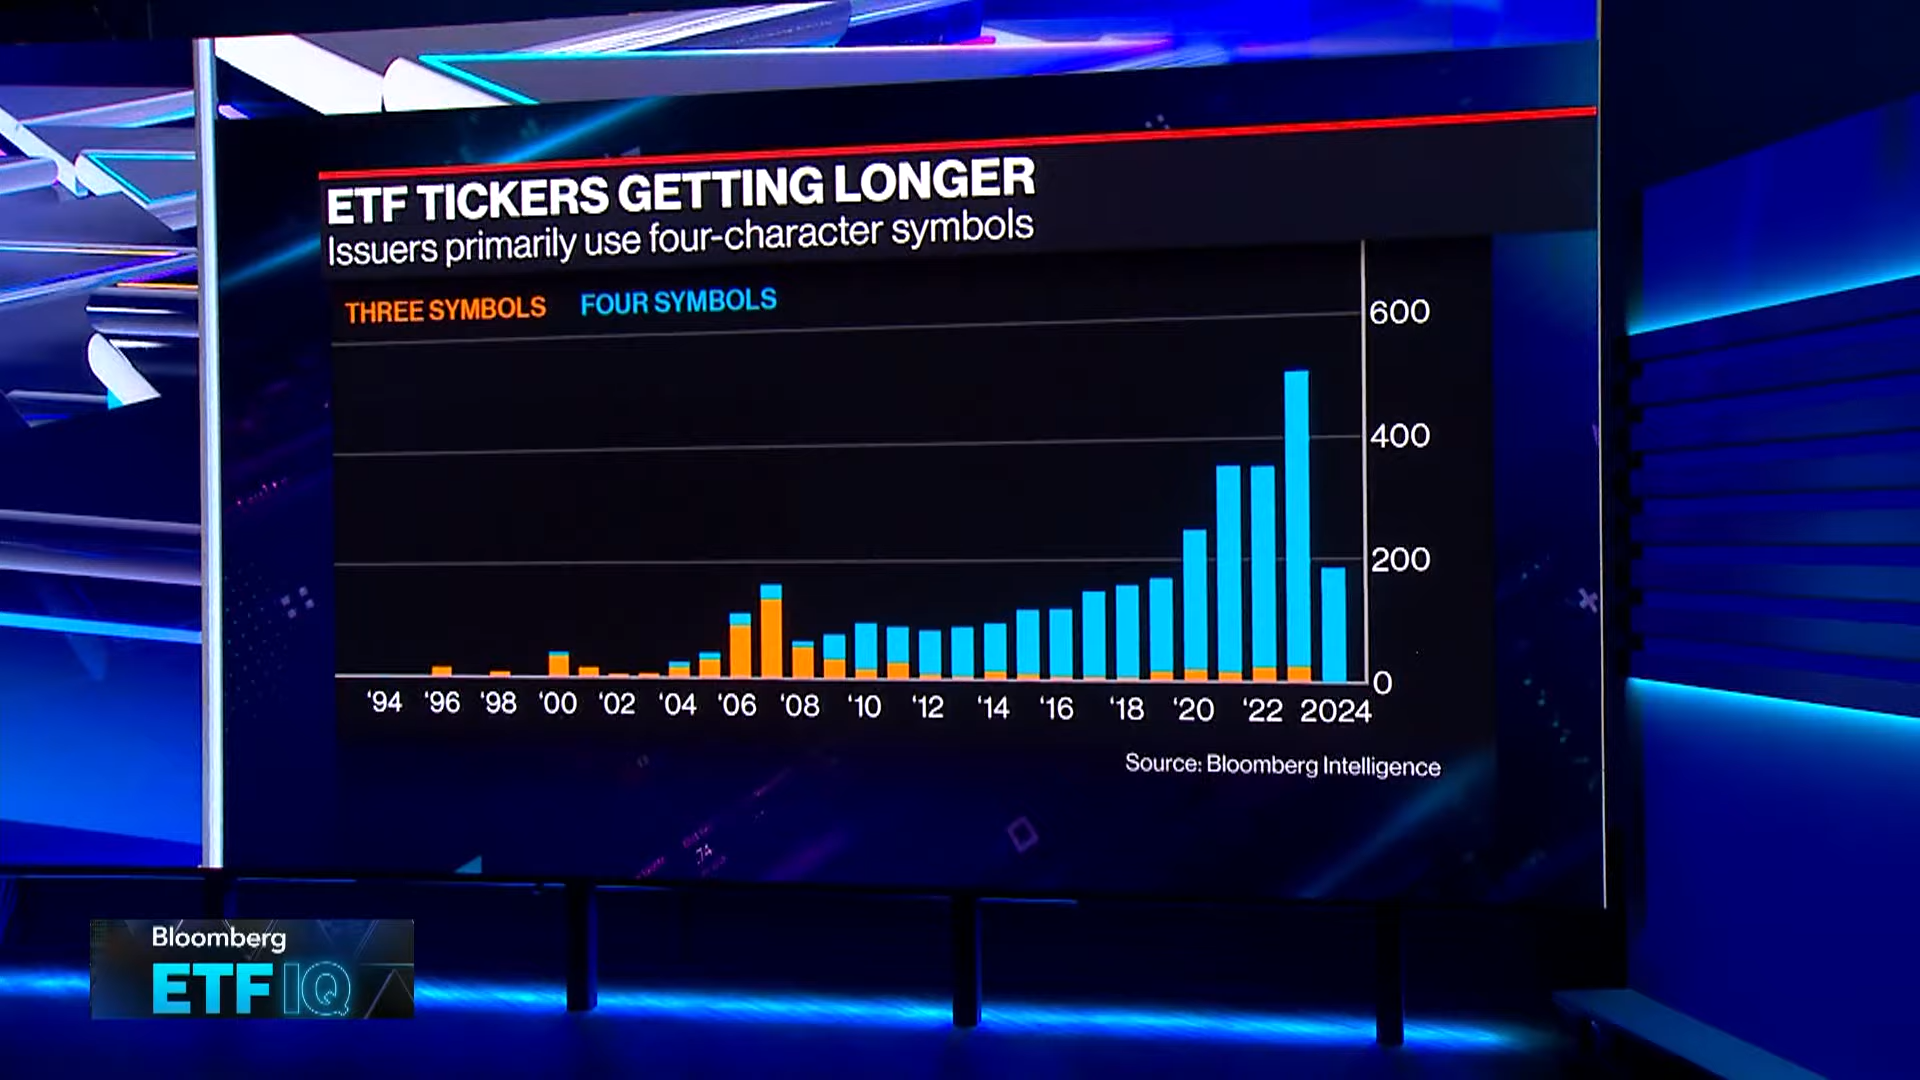 ETF TICKERS GETTING LONGER
Issuers primarily use four-character symbols
THREE SYMBOLS FOUR SYMBOLS
600
400
200
0
‘94 ‘96 ‘98 ‘00 ‘02 ‘04 ‘06 ‘08 ‘10 ‘12 ‘14 ‘16 ‘18 ‘20 ‘22 2024
Source: Bloomberg Intelligence
Bloomberg
ETF IQ